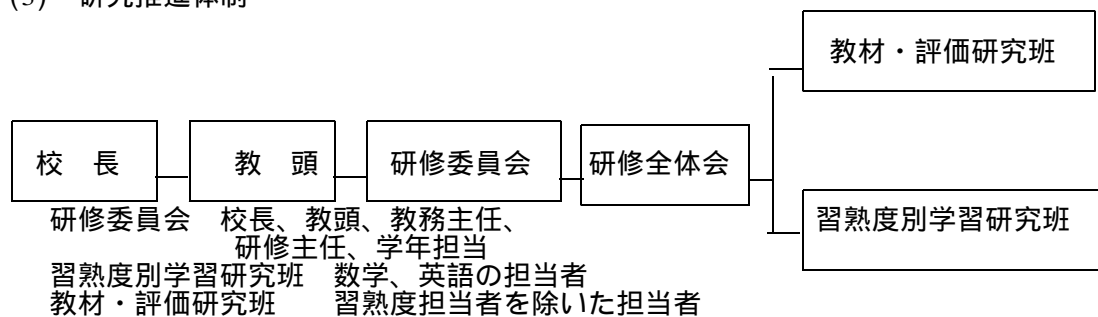 (3) 研究推進体制
教材・評価研究班
校 長
教 頭
研修委員会
研修全体会
習熟度別学習研究班
研修委員会 校長、教頭、教務主任、
研修主任、学年担当
習熟度別学習研究班 数学、英語の担当者
教材・評価研究班 習熟度担当者を除いた担当者